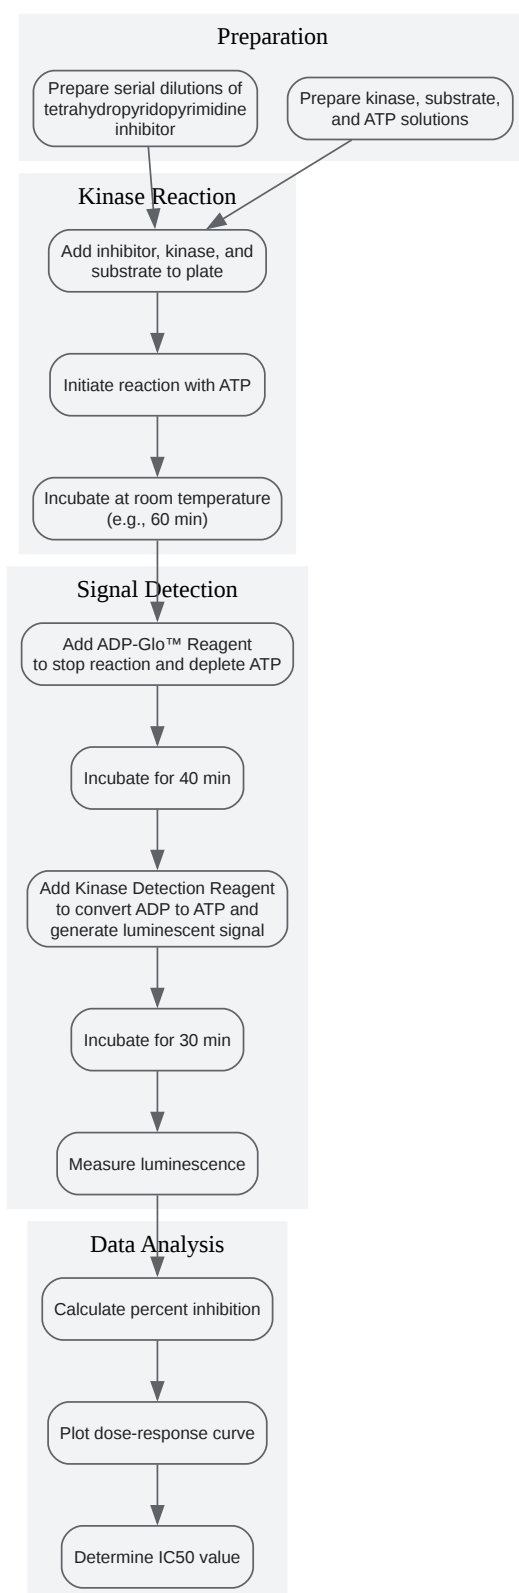 Preparation
Prepare serial dilutions of
tetrahydropyridopyrimidine
inhibitor
Prepare kinase, substrate,
and ATP solutions
Kinase Reaction
Add inhibitor, kinase, and
substrate to plate
Initiate reaction with ATP
Incubate at room temperature
(e.g., 60 min)
Signal Detection
Add ADP-Glo™ Reagent
to stop reaction and deplete ATP
Incubate for 40 min
Add Kinase Detection Reagent
to convert ADP to ATP and
generate luminescent signal
Incubate for 30 min
Measure luminescence
Data Analysis
Calculate percent inhibition
Plot dose-response curve
Determine IC50 value